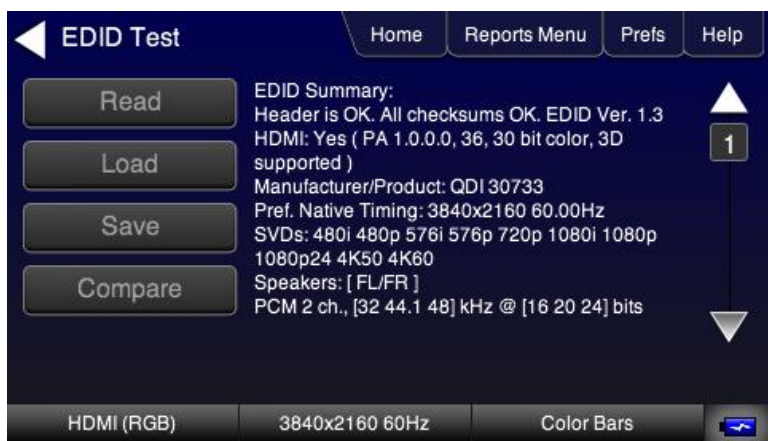 EDID Test
Home
Reports Menu
Prefs
Help
Read
Load
Save
Compare
EDID Summary:
Header is OK. All checksums OK. EDID Ver. 1.3
HDMI: Yes ( PA 1.0.0.0, 36, 30 bit color, 3D
supported )
Manufacturer/Product: QDI 30733
Pref. Native Timing: 3840x2160 60.00Hz
SVDs: 480i 480p 576i 576p 720p 1080i 1080p
1080p24 4K50 4K60
Speakers: [ FL/FR ]
PCM 2 ch., [32 44.1 48] kHz @ [16 20 24] bits
1
HDMI (RGB)
3840x2160 60Hz
Color Bars